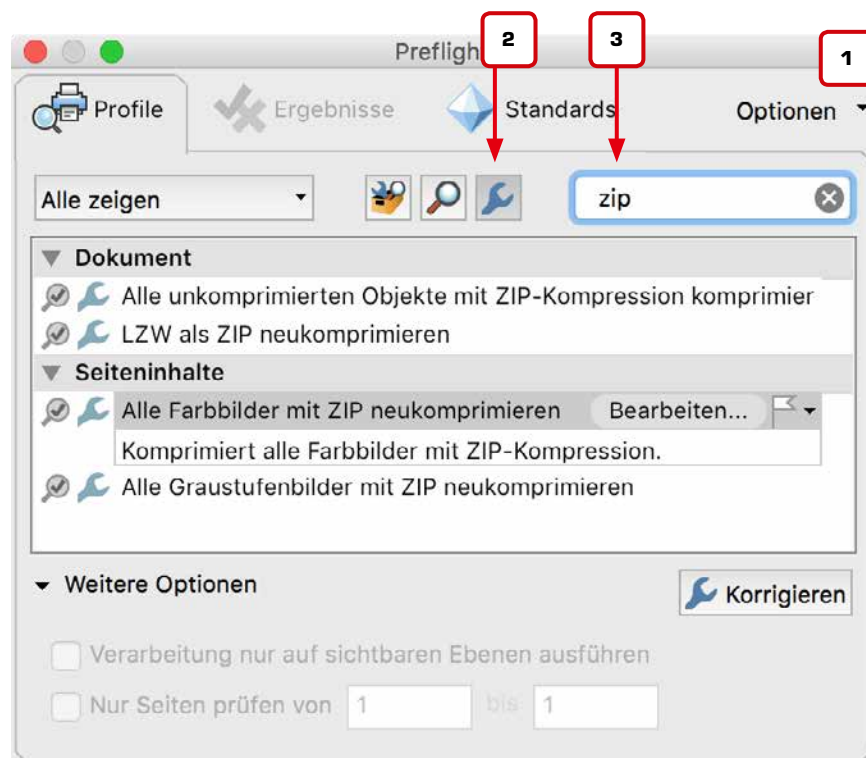 2
3
1
Preflight
Profile
Ergebnisse
Standards
Optionen
Alle zeigen
zip
Dokument
Alle unkomprimierten Objekte mit ZIP-Kompression komprimier
LZW als ZIP neukomprimieren
Seiteninhalte
Alle Farbbilder mit ZIP neukomprimieren Bearbeiten...
Komprimiert alle Farbbilder mit ZIP-Kompression.
Alle Graustufenbilder mit ZIP neukomprimieren
Weitere Optionen
Korrigieren
Verarbeitung nur auf sichtbaren Ebenen ausführen
Nur Seiten prüfen von 1 bis 1